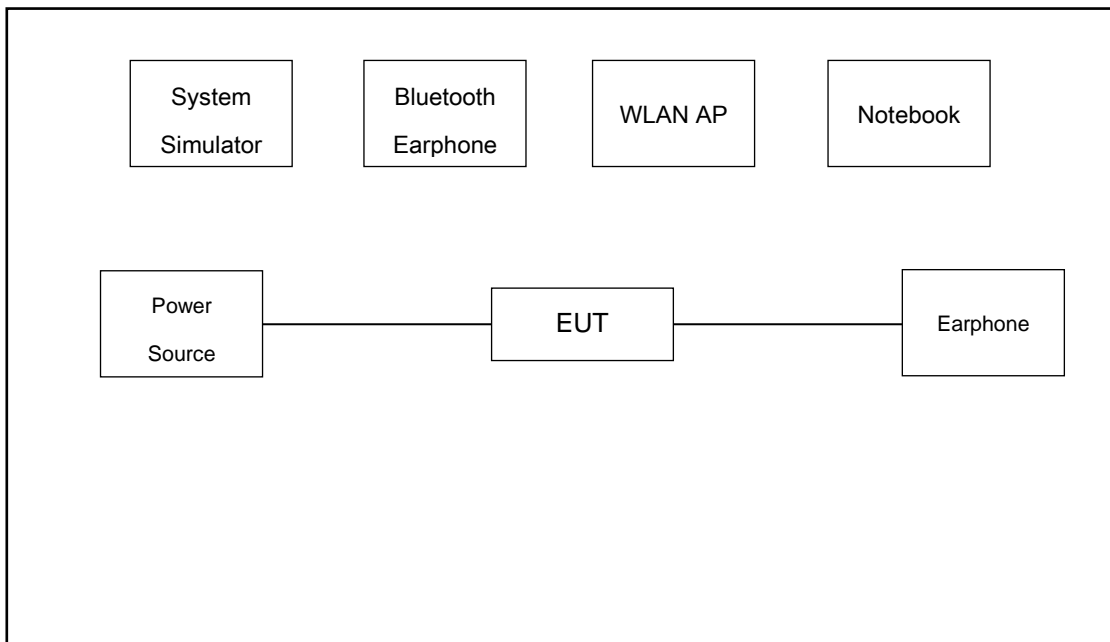 System
Simulator
Bluetooth
Earphone
WLAN AP
Notebook
Power
Source
EUT
Earphone